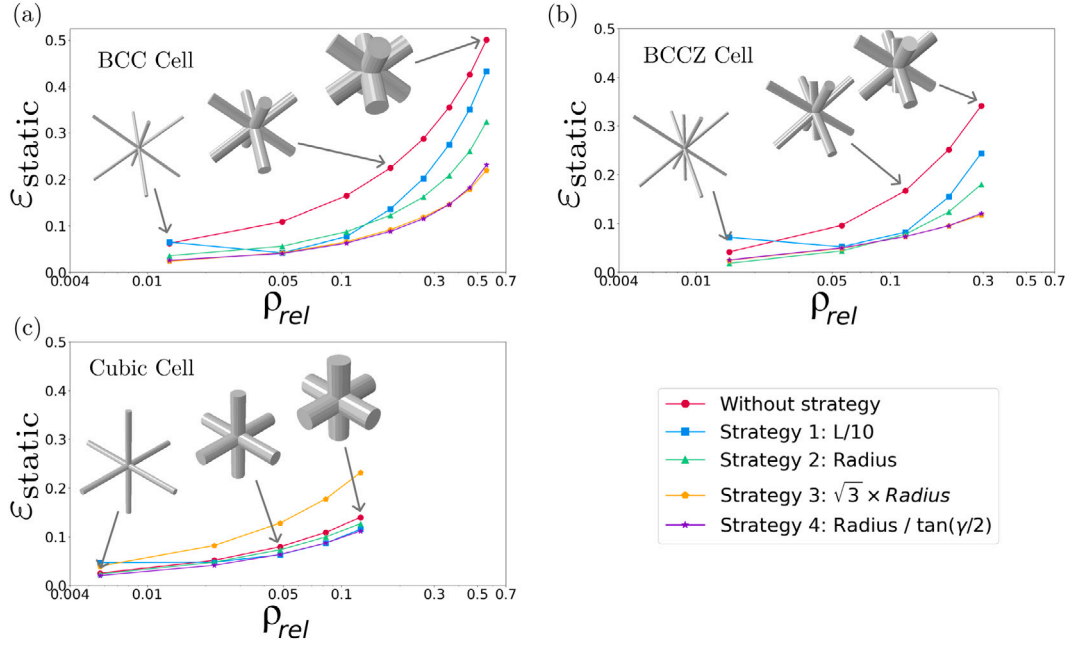 (a)
BCC Cell
ε static
0.5
0.4
0.3
0.2
0.1
0.0
0.004 0.01 0.05 0.1 0.3 0.5 0.7
ρrel
(b)
BCCZ Cell
ε static
0.5
0.4
0.3
0.2
0.1
0.0
0.004 0.01 0.05 0.1 0.3 0.5 0.7
ρrel
(c)
Cubic Cell
ε static
0.5
0.4
0.3
0.2
0.1
0.0
0.004 0.01 0.05 0.1 0.3 0.5 0.7
ρrel
Without strategy
Strategy 1: L/10
Strategy 2: Radius
Strategy 3: √3 × Radius
Strategy 4: Radius / tan(γ/2)